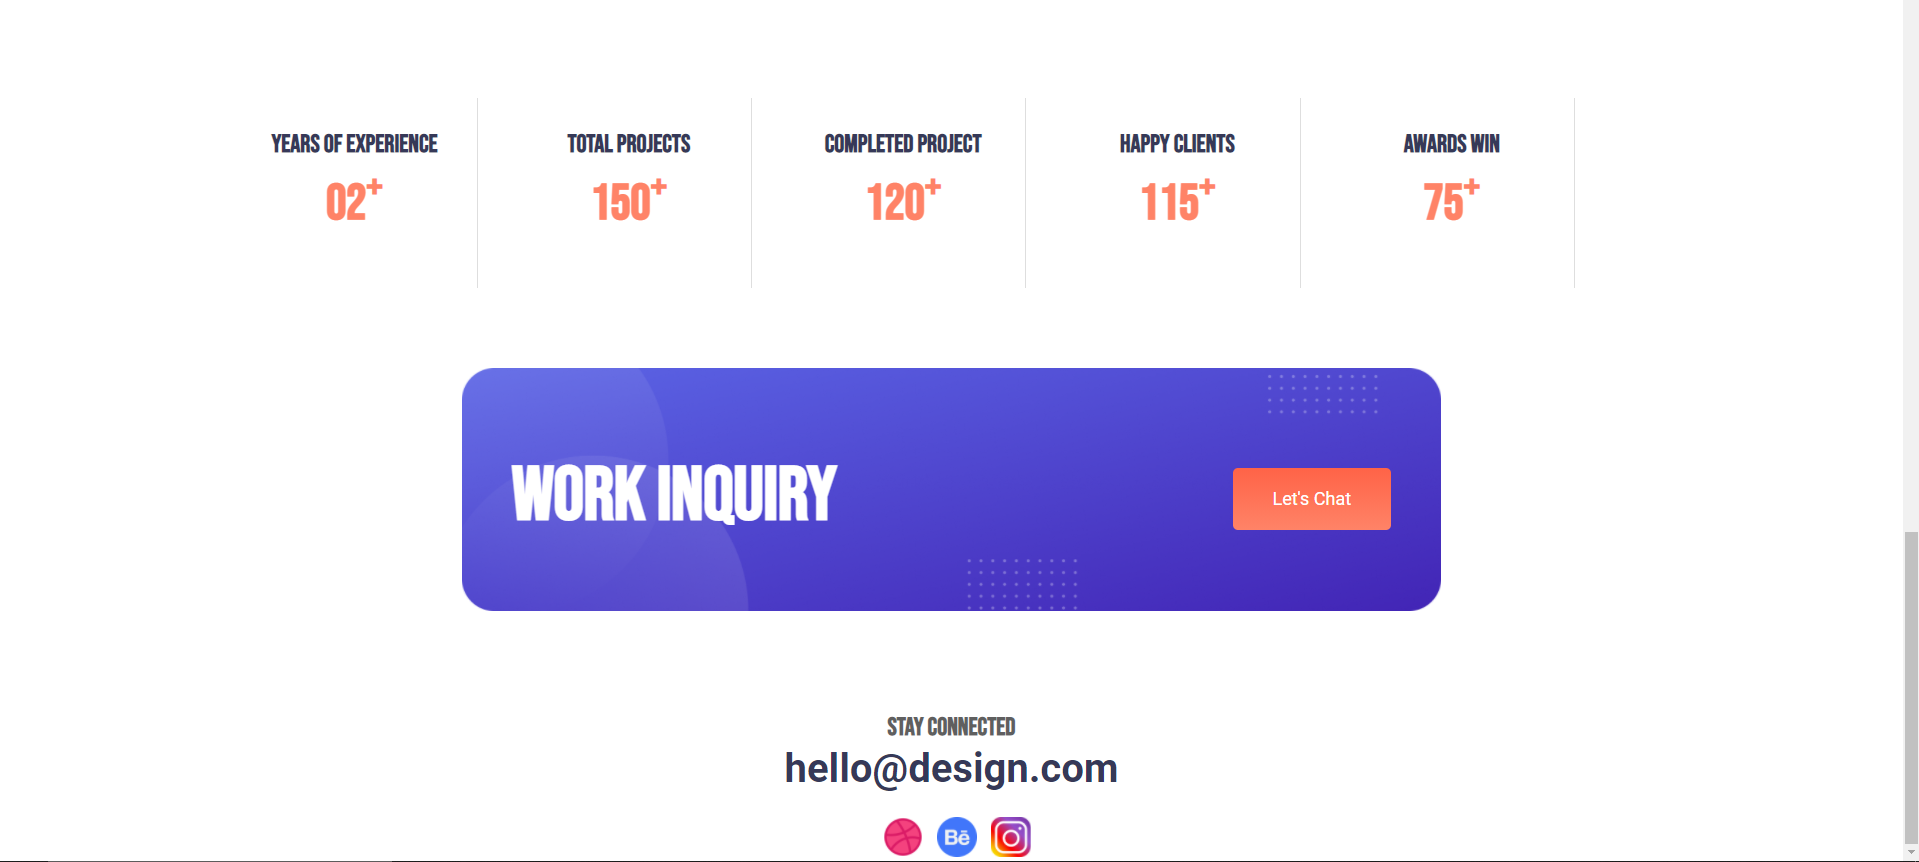 YEARS OF EXPERIENCE
02+
TOTAL PROJECTS
150+
COMPLETED PROJECT
120+
HAPPY CLIENTS
115+
AWARDS WIN
75+
WORK INQUIRY
Let's Chat
STAY CONNECTED
hello@design.com
Bē